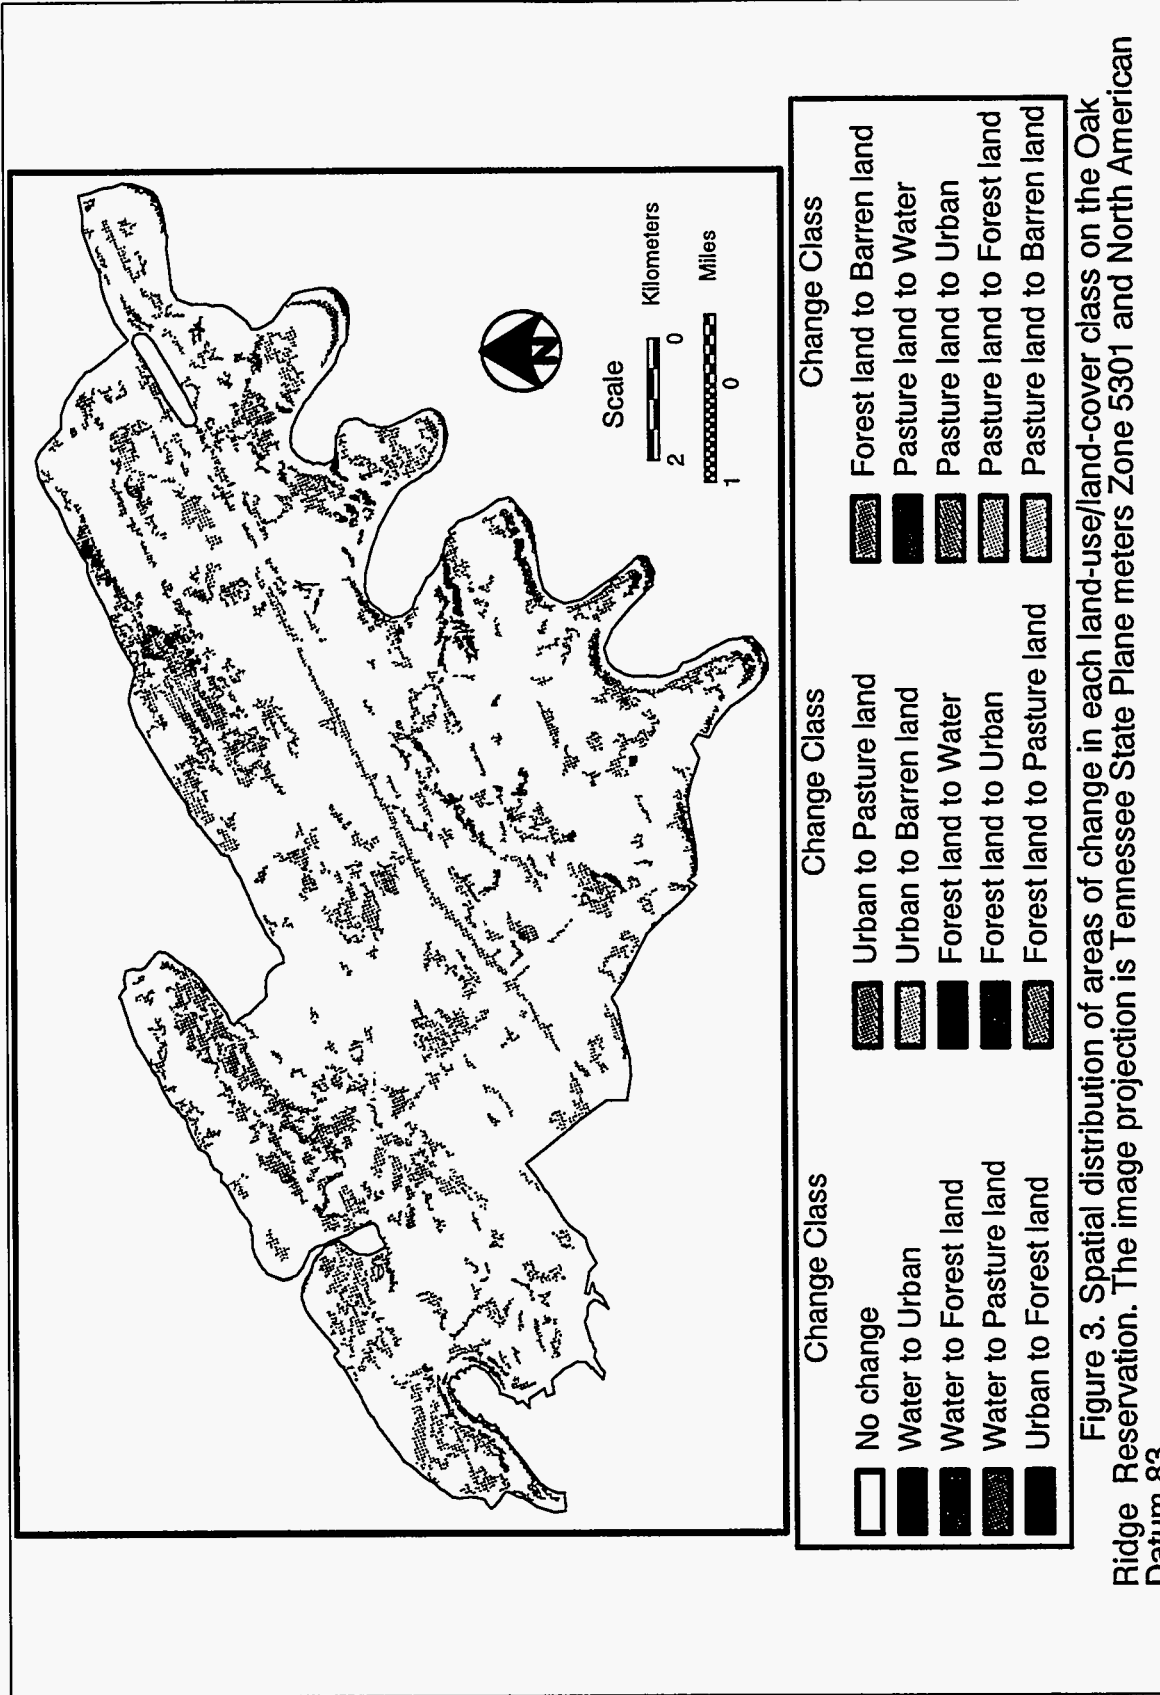 N
Scale
2 0 Kilometers
1 0 Miles
Change Class
No change
Water to Urban
Water to Forest land
Water to Pasture land
Urban to Forest land
Change Class
Urban to Pasture land
Urban to Barren land
Forest land to Water
Forest land to Urban
Forest land to Pasture land
Change Class
Forest land to Barren land
Pasture land to Water
Pasture land to Urban
Pasture land to Forest land
Pasture land to Barren land
Figure 3. Spatial distribution of areas of change in each land-use/land-cover class on the Oak
Ridge Reservation. The image projection is Tennessee State Plane meters Zone 5301 and North American
Datum 83